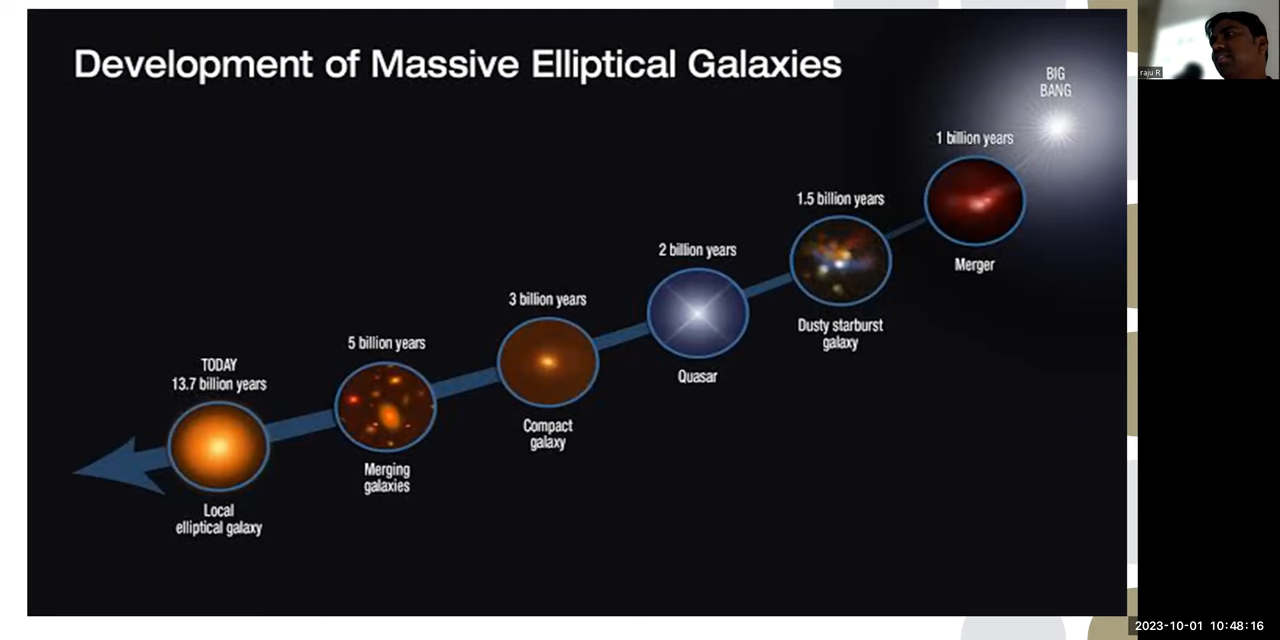 Development of Massive Elliptical Galaxies
raju R
BIG
BANG
1 billion years
Merger
1.5 billion years
Dusty starburst
galaxy
2 billion years
Quasar
3 billion years
Compact
galaxy
5 billion years
Merging
galaxies
TODAY
13.7 billion years
Local
elliptical galaxy
2023-10-01 10:48:16